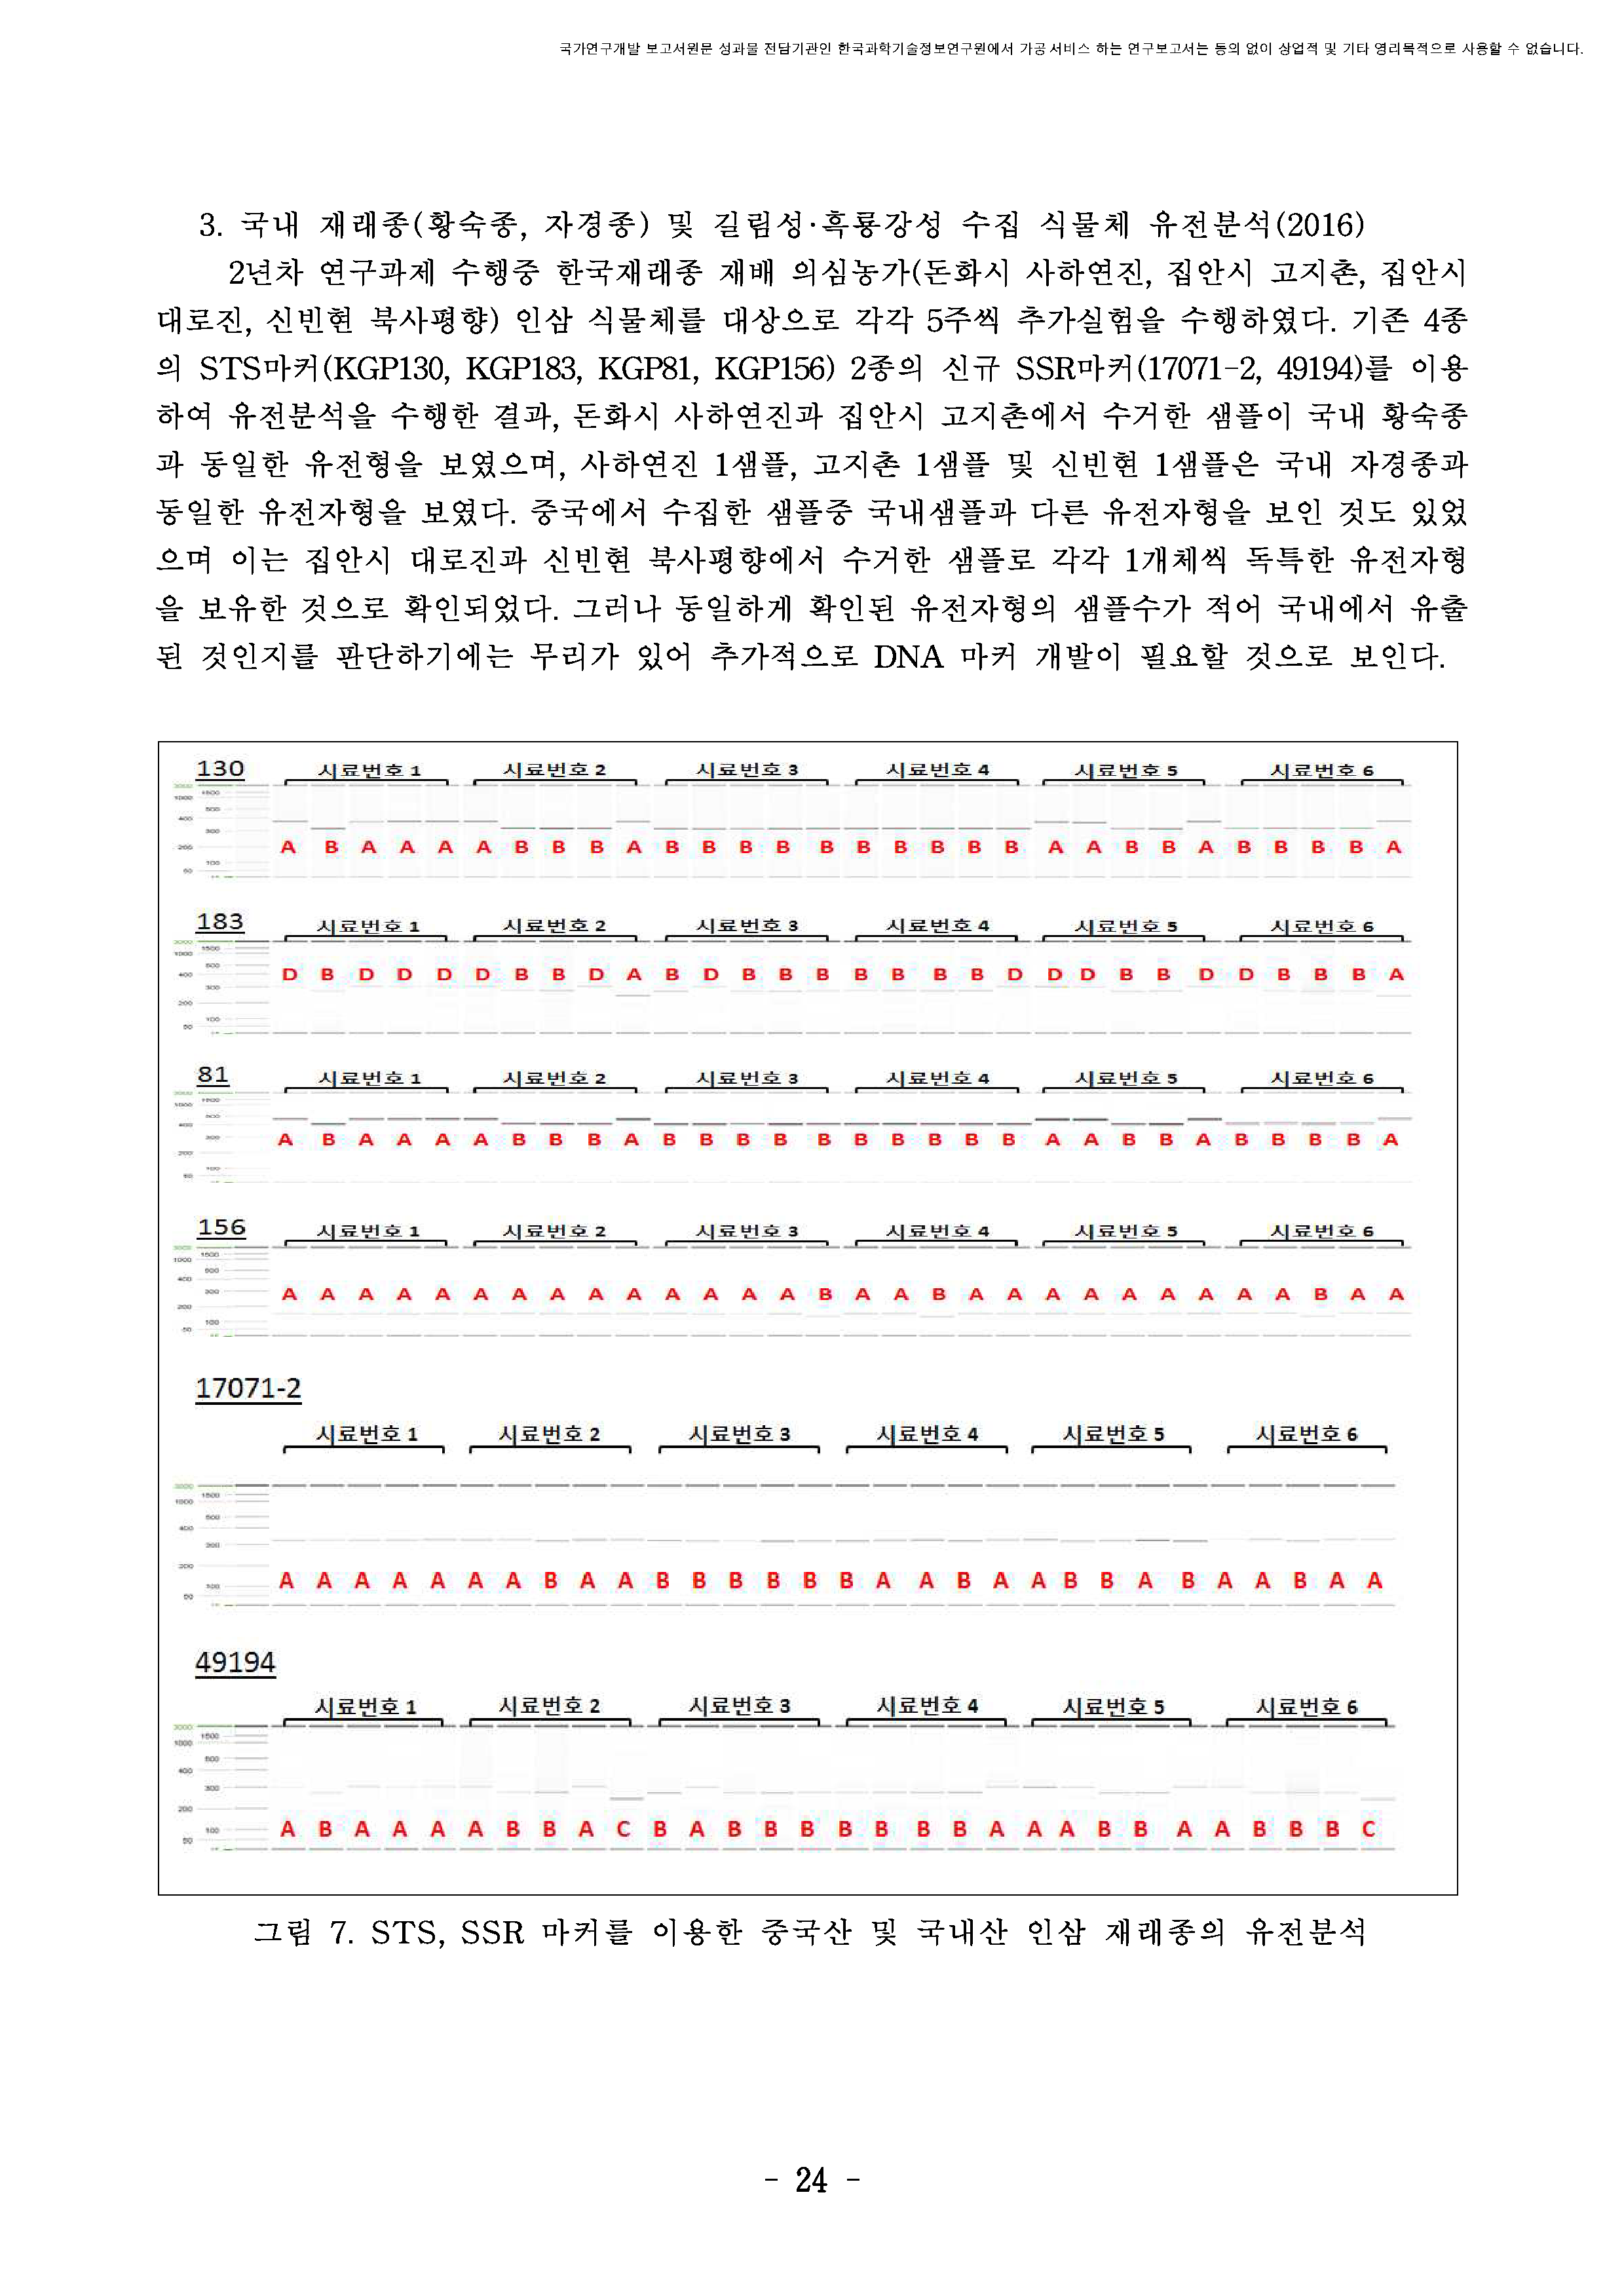 국가연구개발 보고서원문 성과물 전담기관인 한국과학기술정보연구원에서 가공·서비스 하는 연구보고서는 동의 없이 상업적 및 기타 영리목적으로 사용할 수 없습니다.
3. 국내 재래종(황숙종, 자경종) 및 길림성·흑룡강성 수집 식물체 유전분석(2016)
2년차 연구과제 수행중 한국재래종 재배 의심농가(돈화시 사하연진, 집안시 고지촌, 집안시
대로진, 신빈현 북사평향) 인삼 식물체를 대상으로 각각 5주씩 추가실험을 수행하였다. 기존 4종
의 STS마커(KGP130, KGP183, KGP81, KGP156) 2종의 신규 SSR마커(17071-2, 49194)를 이용
하여 유전분석을 수행한 결과, 돈화시 사하연진과 집안시 고지촌에서 수거한 샘플이 국내 황숙종
과 동일한 유전형을 보였으며, 사하연진 1샘플, 고지촌 1샘플 및 신빈현 1샘플은 국내 자경종과
동일한 유전자형을 보였다. 중국에서 수집한 샘플중 국내샘플과 다른 유전자형을 보인 것도 있었
으며 이는 집안시 대로진과 신빈현 북사평향에서 수거한 샘플로 각각 1개체씩 독특한 유전자형
을 보유한 것으로 확인되었다. 그러나 동일하게 확인된 유전자형의 샘플수가 적어 국내에서 유출
된 것인지를 판단하기에는 무리가 있어 추가적으로 DNA 마커 개발이 필요할 것으로 보인다.
130 시료번호 1 시료번호 2 시료번호 3 시료번호 4 시료번호 5 시료번호 6
A B A A A A B B B A B B B B B B B B B B A A B B A B B B B A
183 시료번호 1 시료번호 2 시료번호 3 시료번호 4 시료번호 5 시료번호 6
D B D D D D B B D A B D B B B B B B B D D D B B D D B B B A
81 시료번호 1 시료번호 2 시료번호 3 시료번호 4 시료번호 5 시료번호 6
A B A A A A B B B A B B B B B B B B B B A A B B A B B B B A
156 시료번호 1 시료번호 2 시료번호 3 시료번호 4 시료번호 5 시료번호 6
A A A A A A A A A A A A A A B A A B A A A A A A A A A B A A
17071-2
시료번호 1 시료번호 2 시료번호 3 시료번호 4 시료번호 5 시료번호 6
A A A A A A A B A A B B B B B B A A B A A B B A B A A B A A
49194
시료번호 1 시료번호 2 시료번호 3 시료번호 4 시료번호 5 시료번호 6
A B A A A A B B A C B A B B B B B B B A A A B B A A B B B C
그림 7. STS, SSR 마커를 이용한 중국산 및 국내산 인삼 재래종의 유전분석
- 24 -